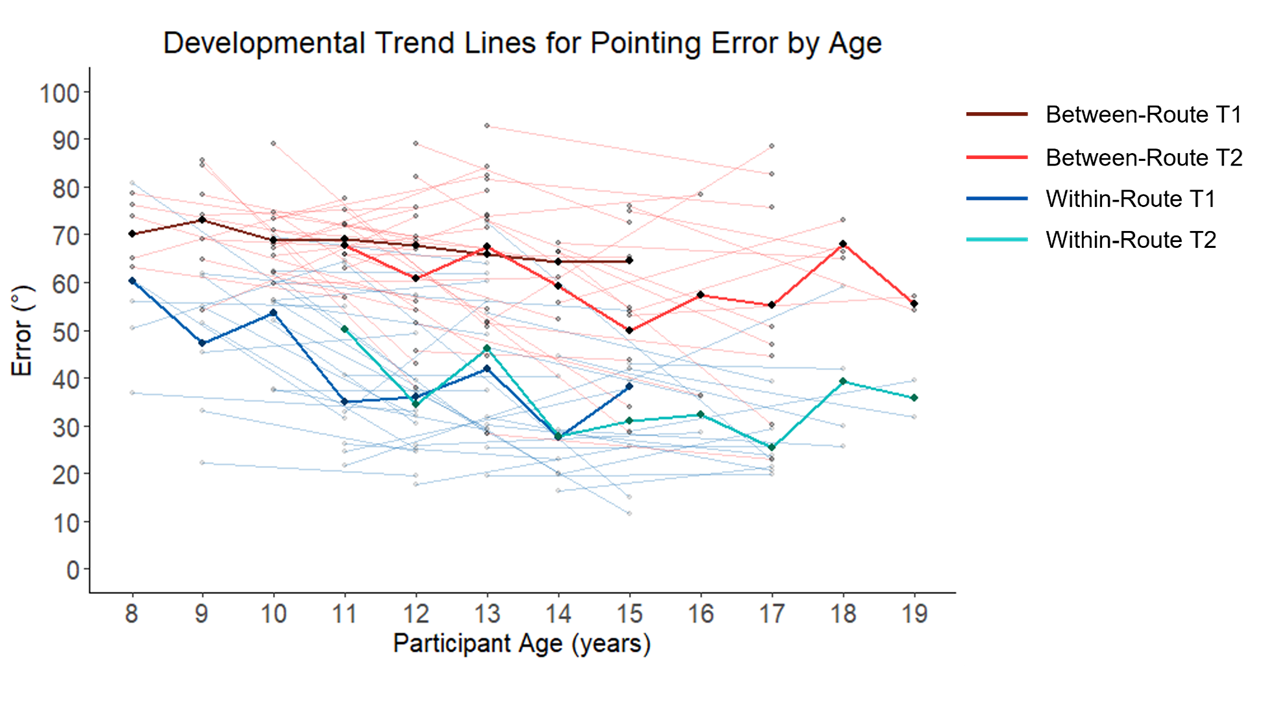 Developmental Trend Lines for Pointing Error by Age
100
90
80
70
60
50
40
30
20
10
0
Error (°)
8 9 10 11 12 13 14 15 16 17 18 19
Participant Age (years)
Between-Route T1
Between-Route T2
Within-Route T1
Within-Route T2